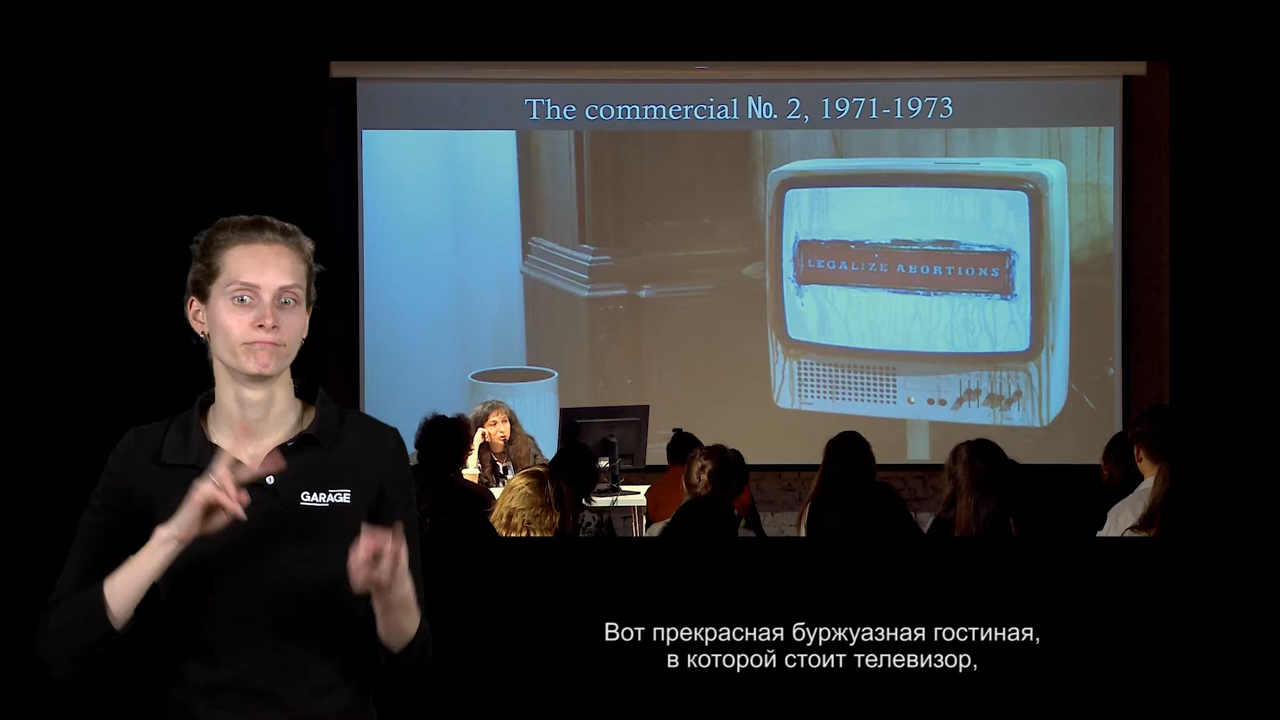 The commercial №. 2, 1971-1973
LEGALIZE ABORTIONS
GARAGE
Вот прекрасная буржуазная гостиная,
в которой стоит телевизор,